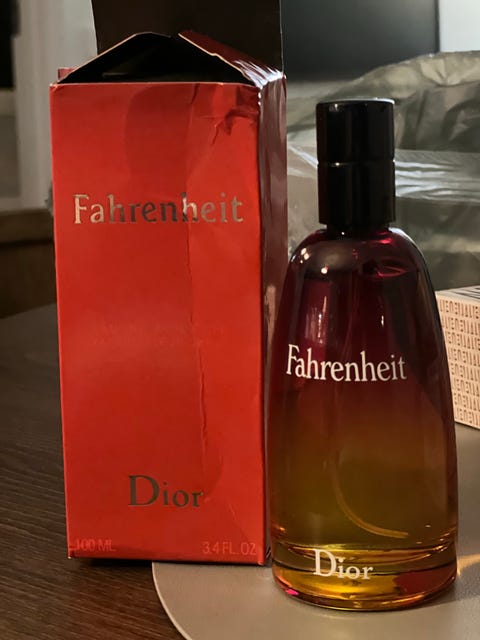 Fahrenheit
Dior
100 ML
3.4 FL.OZ
Fahrenheit
Dior